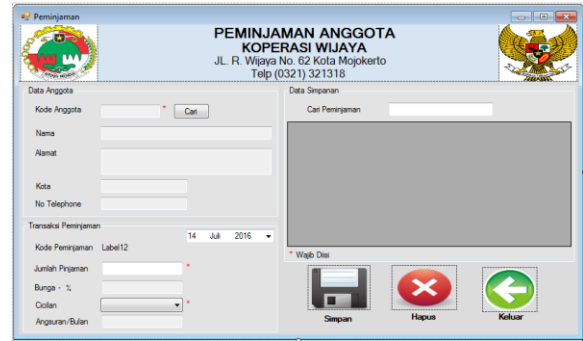 Peminjaman
PEMINJAMAN ANGGOTA
KOPERASI WIJAYA
JL. R. Wijaya No. 62 Kota Mojokerto
Telp (0321) 321318
Data Anggota
Kode Anggota * Cari
Nama
Alamat
Kota
No Telephone
Transaksi Peminjaman
14 Juli 2016
Kode Peminjaman Label12
Jumlah Pinjaman *
Bunga - %
Cicilan *
Angsuran/Bulan
Data Simpanan
Cari Peminjaman
* Wajib Diisi
Simpan
Hapus
Keluar